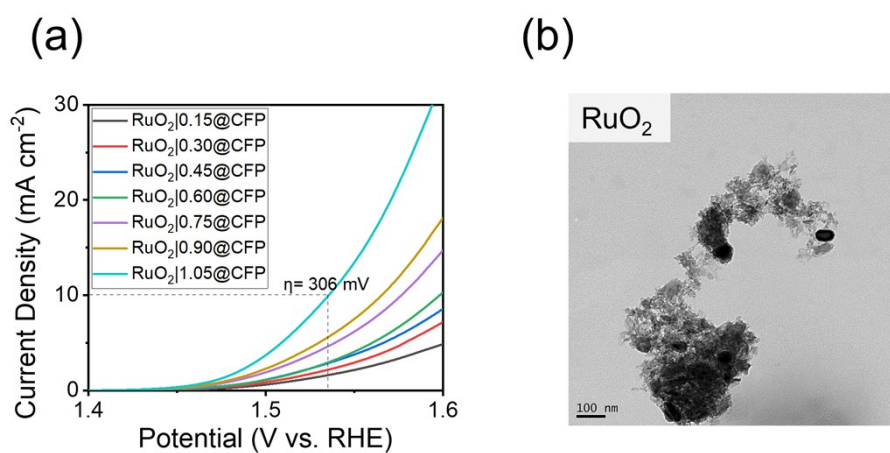 (a)
(b)
30
20
10
0
1.4
1.5
1.6
Current Density (mA cm⁻²)
Potential (V vs. RHE)
RuO₂|0.15@CFP
RuO₂|0.30@CFP
RuO₂|0.45@CFP
RuO₂|0.60@CFP
RuO₂|0.75@CFP
RuO₂|0.90@CFP
RuO₂|1.05@CFP
η= 306 mV
RuO₂
100 nm